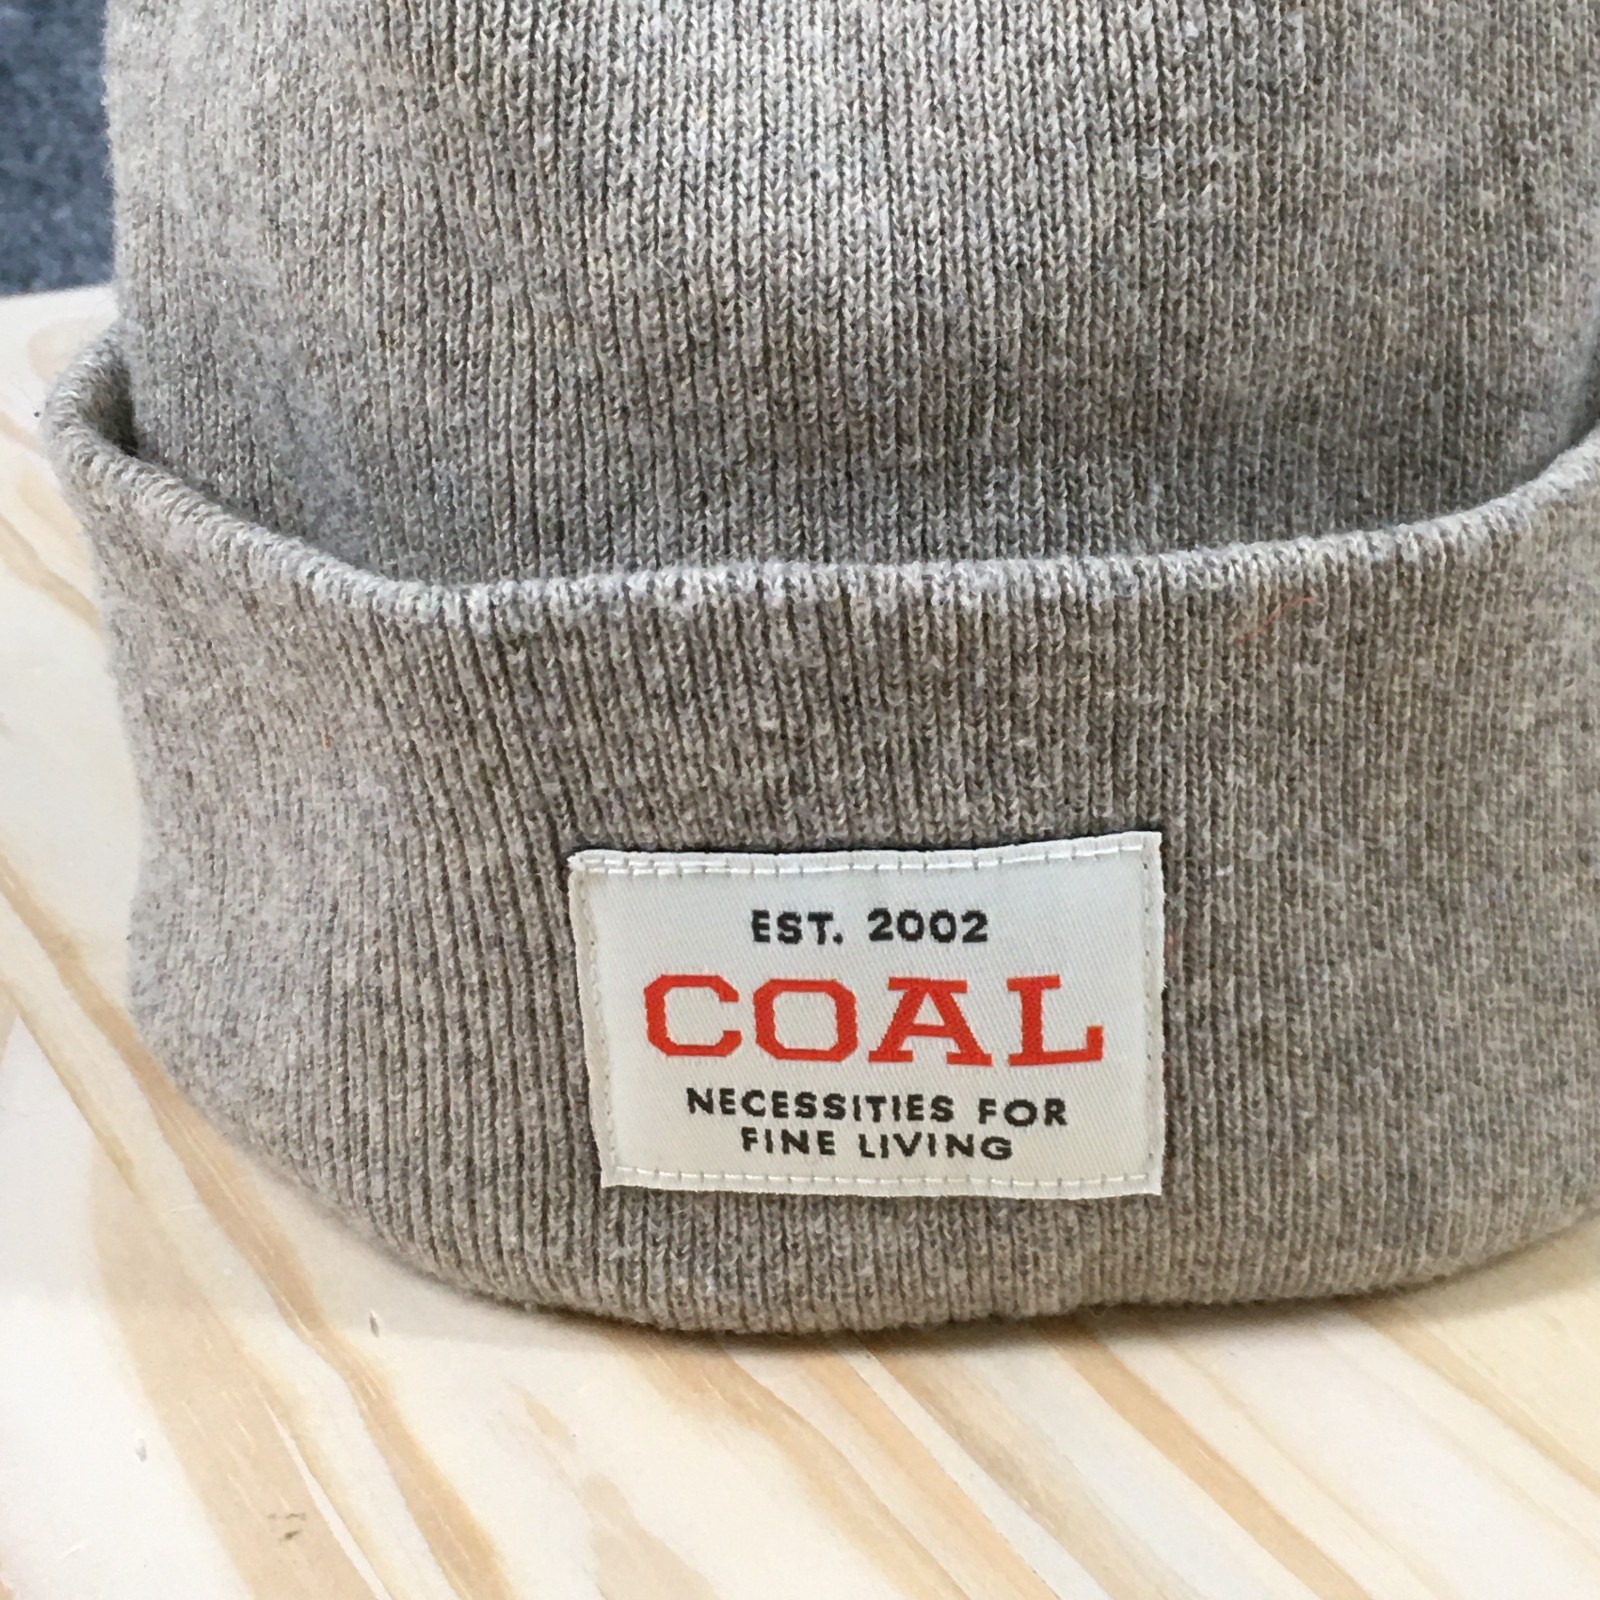 EST. 2002
COAL
NECESSITIES FOR
FINE LIVING